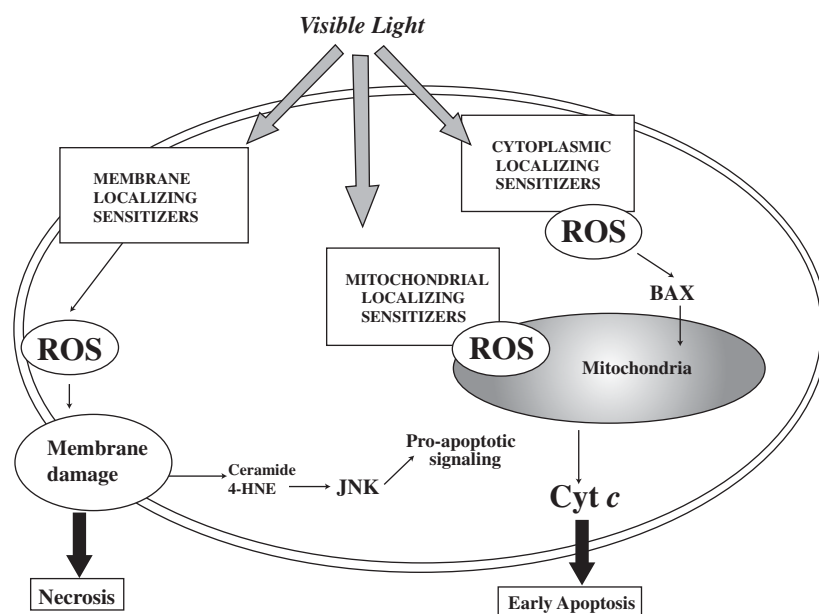 Visible Light
MEMBRANE
LOCALIZING
SENSITIZERS
CYTOPLASMIC
LOCALIZING
SENSITIZERS
ROS
MITOCHONDRIAL
LOCALIZING
SENSITIZERS
BAX
ROS
ROS
Mitochondria
Membrane
damage
Ceramide
4-HNE
JNK
Pro-apoptotic
signaling
Cyt c
Necrosis
Early Apoptosis